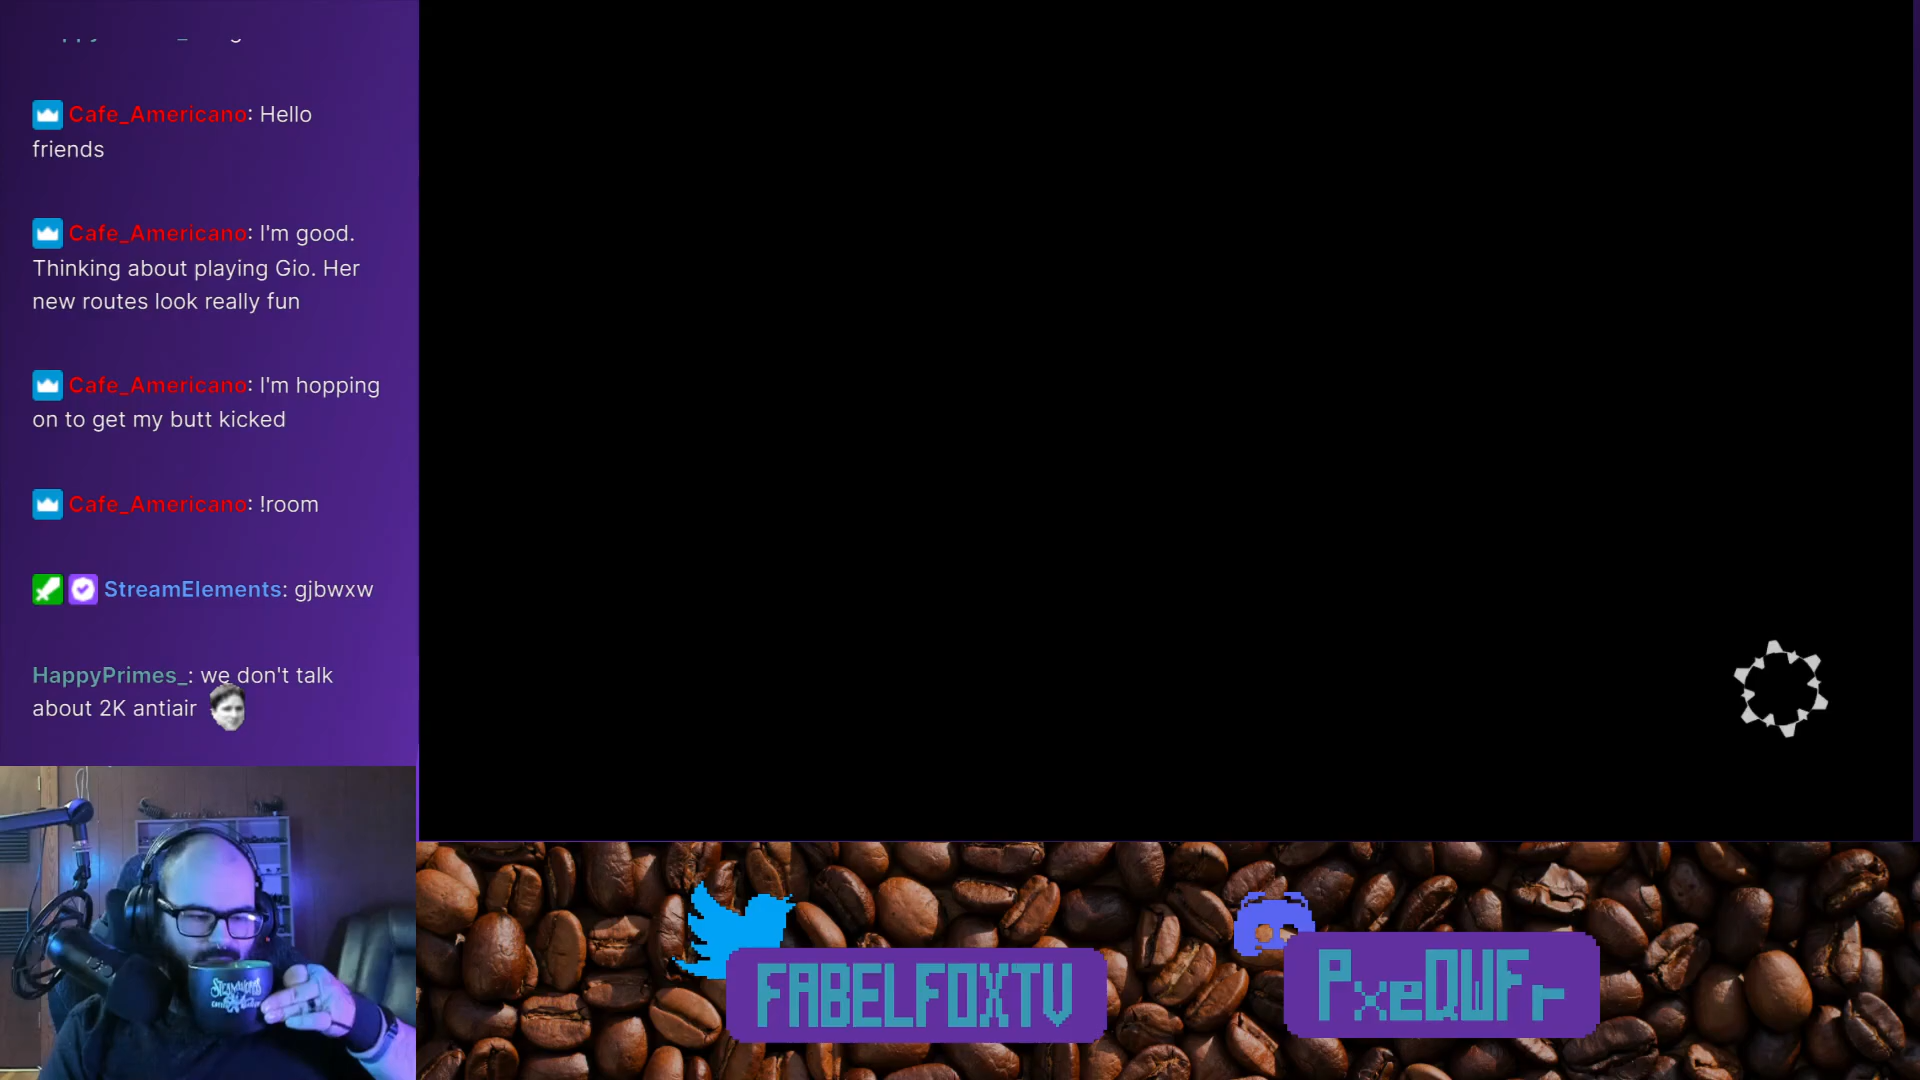 Cafe_Americano: Hello
friends
Cafe_Americano: I'm good.
Thinking about playing Gio. Her
new routes look really fun
Cafe_Americano: I'm hopping
on to get my butt kicked
Cafe_Americano: !room
StreamElements: gjbwxw
HappyPrimes_: we don't talk
about 2K antiair
FABELFOXTV
PxeQWFr